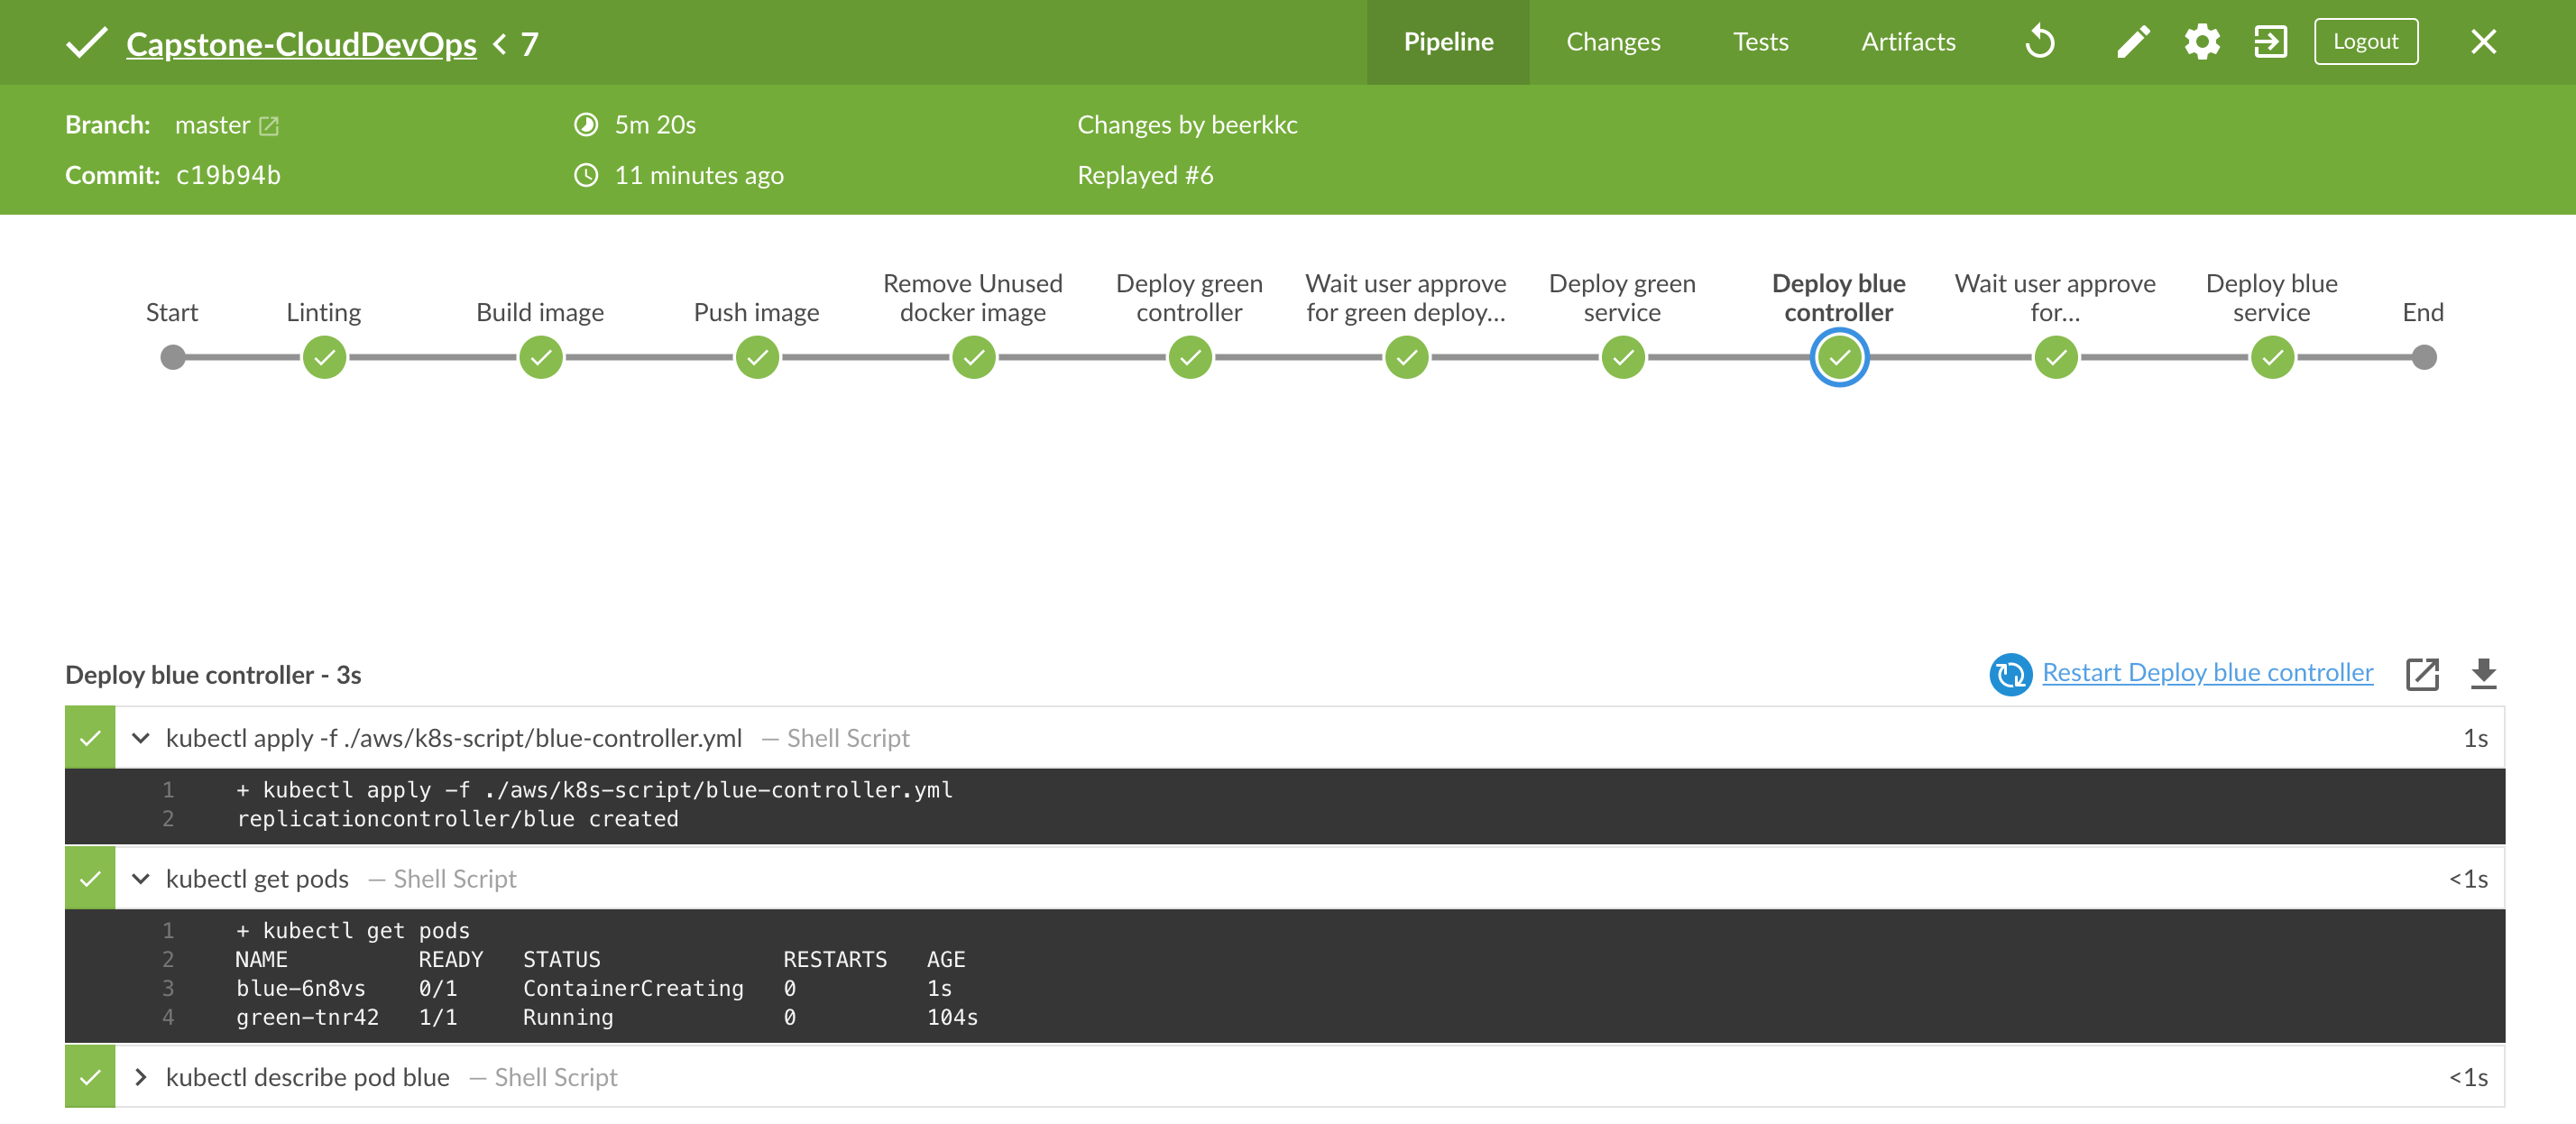 Capstone-CloudDevOps < 7
Pipeline
Changes
Tests
Artifacts
Logout
Branch: master
5m 20s
Changes by beerkkc
Commit: c19b94b
11 minutes ago
Replayed #6
Start
Linting
Build image
Push image
Remove Unused
docker image
Deploy green
controller
Wait user approve
for green deploy...
Deploy green
service
Deploy blue
controller
Wait user approve
for...
Deploy blue
service
End
Deploy blue controller - 3s
Restart Deploy blue controller
kubectl apply -f ./aws/k8s-script/blue-controller.yml — Shell Script 1s
1 + kubectl apply -f ./aws/k8s-script/blue-controller.yml
2 replicationcontroller/blue created
kubectl get pods — Shell Script <1s
1 + kubectl get pods
2 NAME READY STATUS RESTARTS AGE
3 blue-6n8vs 0/1 ContainerCreating 0 1s
4 green-tnr42 1/1 Running 0 104s
kubectl describe pod blue — Shell Script <1s